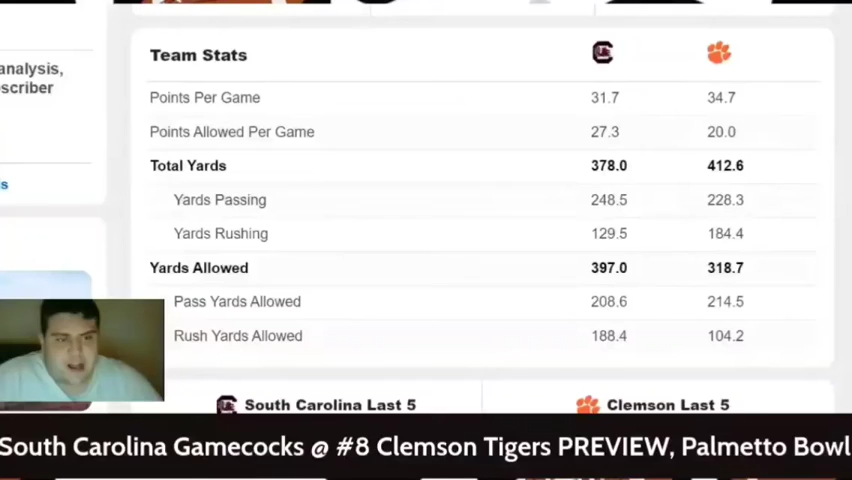 analysis,
scriber
s
Team Stats
Points Per Game 31.7 34.7
Points Allowed Per Game 27.3 20.0
Total Yards 378.0 412.6
Yards Passing 248.5 228.3
Yards Rushing 129.5 184.4
Yards Allowed 397.0 318.7
Pass Yards Allowed 208.6 214.5
Rush Yards Allowed 188.4 104.2
South Carolina Last 5 Clemson Last 5
South Carolina Gamecocks @ #8 Clemson Tigers PREVIEW, Palmetto Bowl